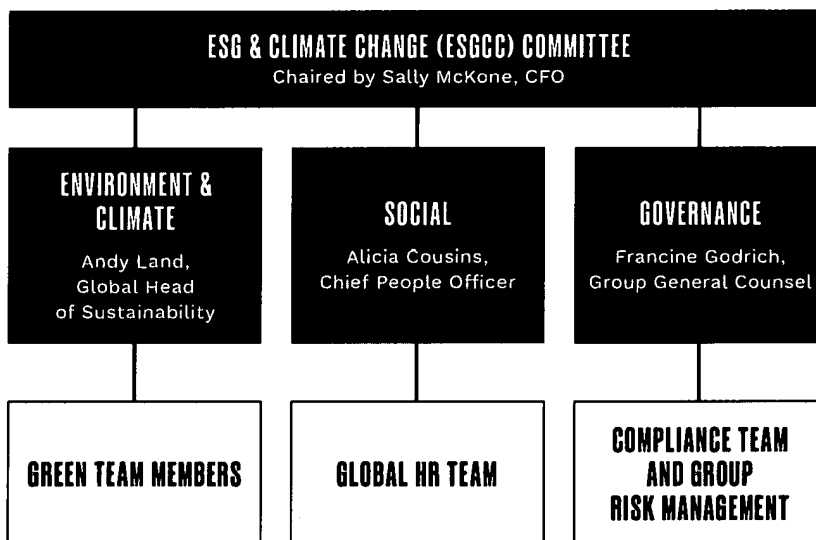 ESG & CLIMATE CHANGE (ESGCC) COMMITTEE
Chaired by Sally McKone, CFO
ENVIRONMENT &
CLIMATE
Andy Land,
Global Head
of Sustainability
SOCIAL
Alicia Cousins,
Chief People Officer
GOVERNANCE
Francine Godrich,
Group General Counsel
GREEN TEAM MEMBERS
GLOBAL HR TEAM
COMPLIANCE TEAM
AND GROUP
RISK MANAGEMENT